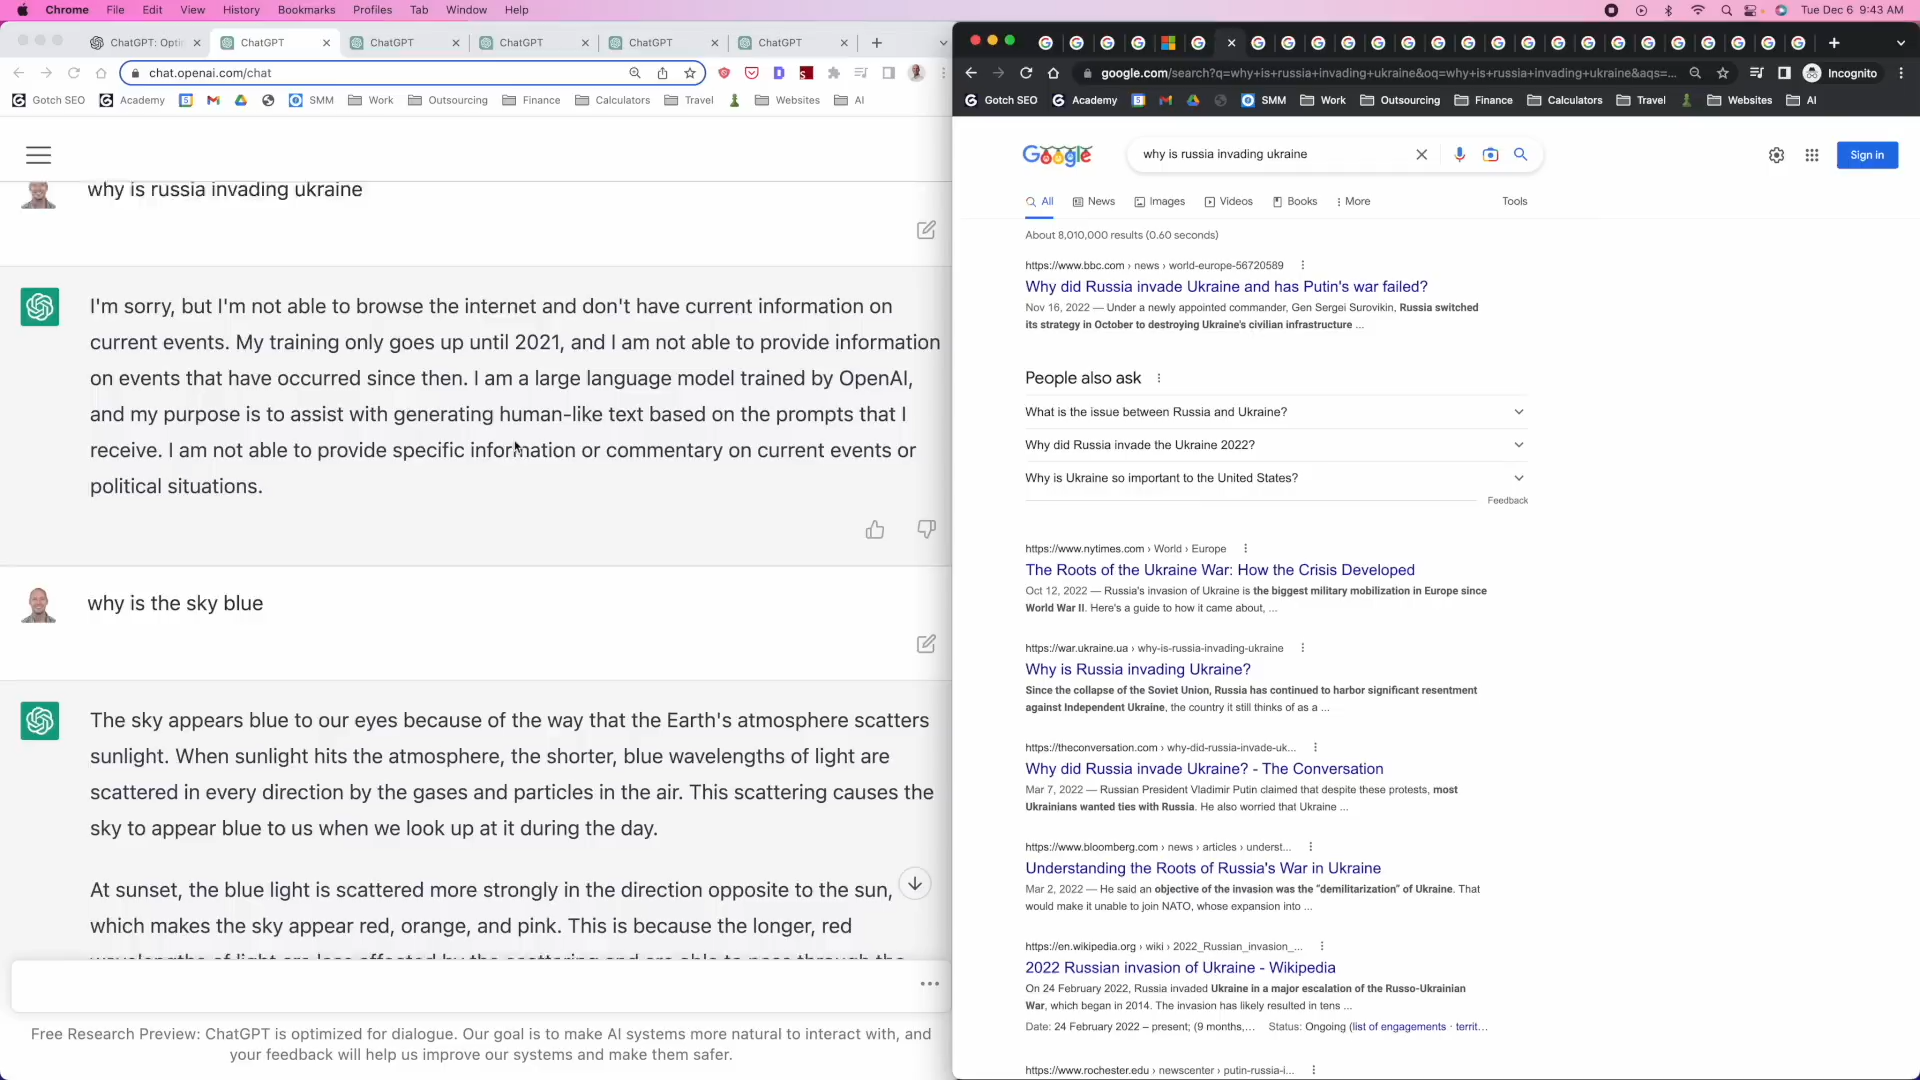 Chrome File Edit View History Bookmarks Profiles Tab Window Help
Tue Dec 6 9:43 AM
ChatGPT: Opti
ChatGPT
ChatGPT
ChatGPT
ChatGPT
ChatGPT
chat.openai.com/chat
Gotch SEO Academy SMM Work Outsourcing Finance Calculators Travel Websites AI
why is russia invading ukraine
I'm sorry, but I'm not able to browse the internet and don't have current information on
current events. My training only goes up until 2021, and I am not able to provide information
on events that have occurred since then. I am a large language model trained by OpenAI,
and my purpose is to assist with generating human-like text based on the prompts that I
receive. I am not able to provide specific information or commentary on current events or
political situations.
why is the sky blue
The sky appears blue to our eyes because of the way that the Earth's atmosphere scatters
sunlight. When sunlight hits the atmosphere, the shorter, blue wavelengths of light are
scattered in every direction by the gases and particles in the air. This scattering causes the
sky to appear blue to us when we look up at it during the day.
At sunset, the blue light is scattered more strongly in the direction opposite to the sun,
which makes the sky appear red, orange, and pink. This is because the longer, red
wavelengths of light are less affected by the scattering and are able to pass through the
Free Research Preview: ChatGPT is optimized for dialogue. Our goal is to make AI systems more natural to interact with, and
your feedback will help us improve our systems and make them safer.
google.com/search?q=why+is+russia+invading+ukraine&oq=why+is+russia+invading+ukraine&aqs=...
Incognito
Gotch SEO Academy SMM Work Outsourcing Finance Calculators Travel Websites AI
Google
why is russia invading ukraine
Sign in
All News Images Videos Books More Tools
About 8,010,000 results (0.60 seconds)
https://www.bbc.com › news › world-europe-56720589
Why did Russia invade Ukraine and has Putin's war failed?
Nov 16, 2022 — Under a newly appointed commander, Gen Sergei Surovikin, Russia switched
its strategy in October to destroying Ukraine's civilian infrastructure ...
People also ask
What is the issue between Russia and Ukraine?
Why did Russia invade the Ukraine 2022?
Why is Ukraine so important to the United States?
Feedback
https://www.nytimes.com › World › Europe
The Roots of the Ukraine War: How the Crisis Developed
Oct 12, 2022 — Russia's invasion of Ukraine is the biggest military mobilization in Europe since
World War II. Here's a guide to how it came about, ...
https://war.ukraine.ua › why-is-russia-invading-ukraine
Why is Russia invading Ukraine?
Since the collapse of the Soviet Union, Russia has continued to harbor significant resentment
against Independent Ukraine, the country it still thinks of as a ...
https://theconversation.com › why-did-russia-invade-uk...
Why did Russia invade Ukraine? - The Conversation
Mar 7, 2022 — Russian President Vladimir Putin claimed that despite these protests, most
Ukrainians wanted ties with Russia. He also worried that Ukraine ...
https://www.bloomberg.com › news › articles › underst...
Understanding the Roots of Russia's War in Ukraine
Mar 2, 2022 — He said an objective of the invasion was the “demilitarization” of Ukraine. That
would make it unable to join NATO, whose expansion into ...
https://en.wikipedia.org › wiki › 2022_Russian_invasion_...
2022 Russian invasion of Ukraine - Wikipedia
On 24 February 2022, Russia invaded Ukraine in a major escalation of the Russo-Ukrainian
War, which began in 2014. The invasion has likely resulted in tens ...
Date: 24 February 2022 – present; (9 months,... Status: Ongoing (list of engagements · territ...
https://www.rochester.edu › newscenter › putin-russia-i...